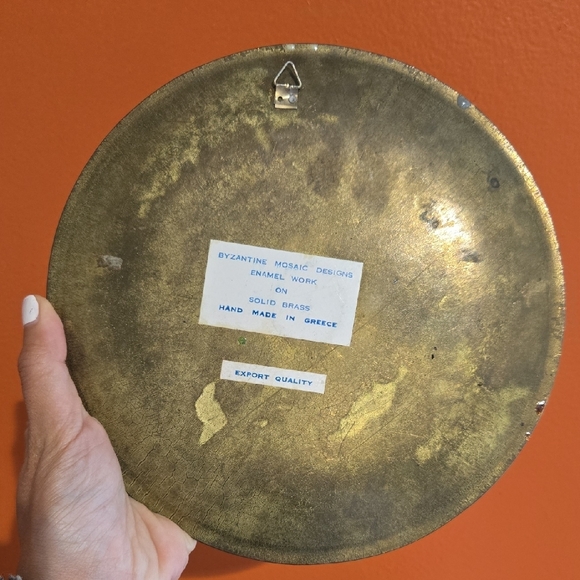 BYZANTINE MOSAIC DESIGNS
ENAMEL WORK
ON
SOLID BRASS
HAND MADE IN GREECE
EXPORT QUALITY